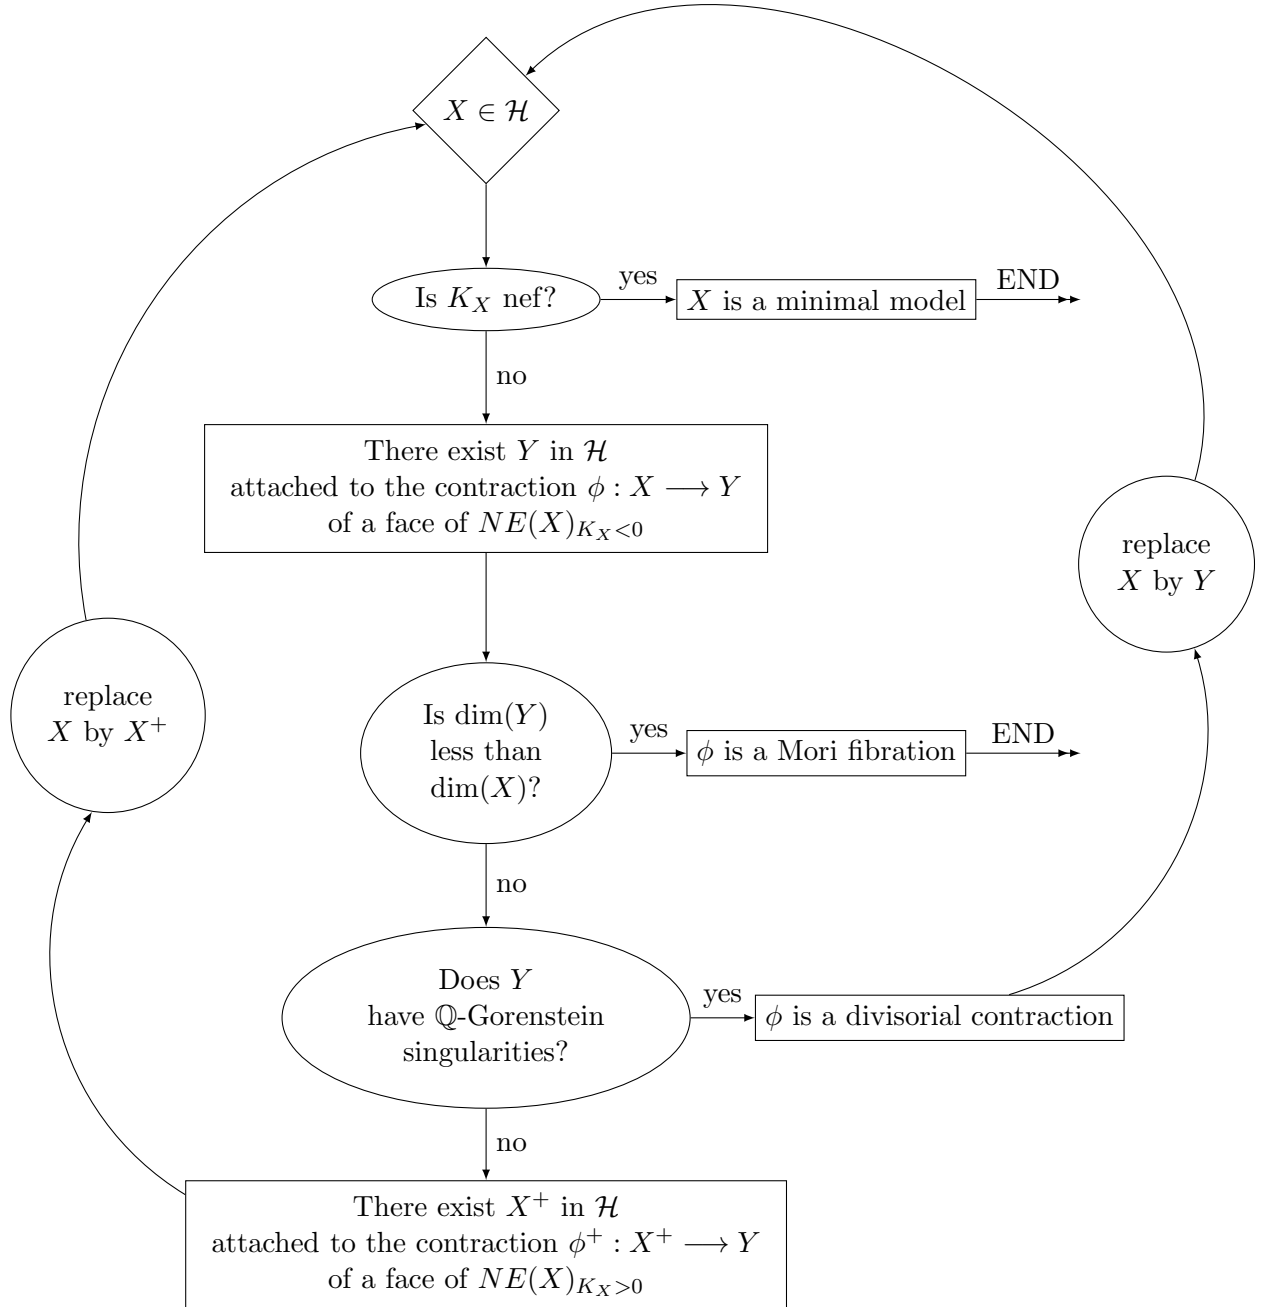 X ∈ ℋ
Is K_X nef?
yes
X is a minimal model
END
no
There exist Y in ℋ
attached to the contraction ϕ : X ⟶ Y
of a face of NE(X)_{K_X<0}
replace
X by Y
replace
X by X⁺
Is dim(Y)
less than
dim(X)?
yes
ϕ is a Mori fibration
END
no
Does Y
have ℚ-Gorenstein
singularities?
yes
ϕ is a divisorial contraction
no
There exist X⁺ in ℋ
attached to the contraction ϕ⁺ : X⁺ ⟶ Y
of a face of NE(X)_{K_X>0}